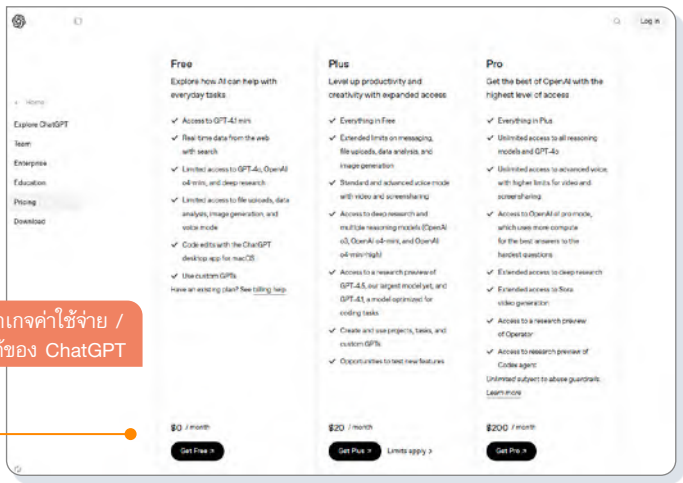 Log in
Home
Explore ChatGPT
Team
Enterprise
Education
Pricing
Download
Free
Explore how AI can help with
everyday tasks
✓ Access to GPT-4.1 mini
✓ Real-time data from the web
with search
✓ Limited access to GPT-4o, OpenAI
o4-mini, and deep research
✓ Limited access to file uploads, data
analysis, image generation, and
voice mode
✓ Code edits with the ChatGPT
desktop app for macOS
✓ Use custom GPTs
Have an existing plan? See billing help
$0 / month
Get Free
Plus
Level up productivity and
creativity with expanded access
✓ Everything in Free
✓ Extended limits on messaging,
file uploads, data analysis, and
image generation
✓ Standard and advanced voice mode
with video and screensharing
✓ Access to deep research and
multiple reasoning models (OpenAI
o3, OpenAI o4-mini, and OpenAI
o4-mini-high)
✓ Access to a research preview of
GPT-4.5, our largest model yet, and
GPT-4.1, a model optimized for
coding tasks
✓ Create and use projects, tasks, and
custom GPTs
✓ Opportunities to test new features
$20 / month
Get Plus
Limits apply >
Pro
Get the best of OpenAI with the
highest level of access
✓ Everything in Plus
✓ Unlimited access to all reasoning
models and GPT-4o
✓ Unlimited access to advanced voice,
with higher limits for video and
screensharing
✓ Access to OpenAI o1 pro mode,
which uses more compute
for the best answers to the
hardest questions
✓ Extended access to deep research
✓ Extended access to Sora
video generation
✓ Access to a research preview
of Operator
✓ Access to research preview of
Codex agent
Unlimited subject to abuse guardrails.
Learn more
$200 / month
Get Pro
เกจค่าใช้จ่าย /
ของ ChatGPT